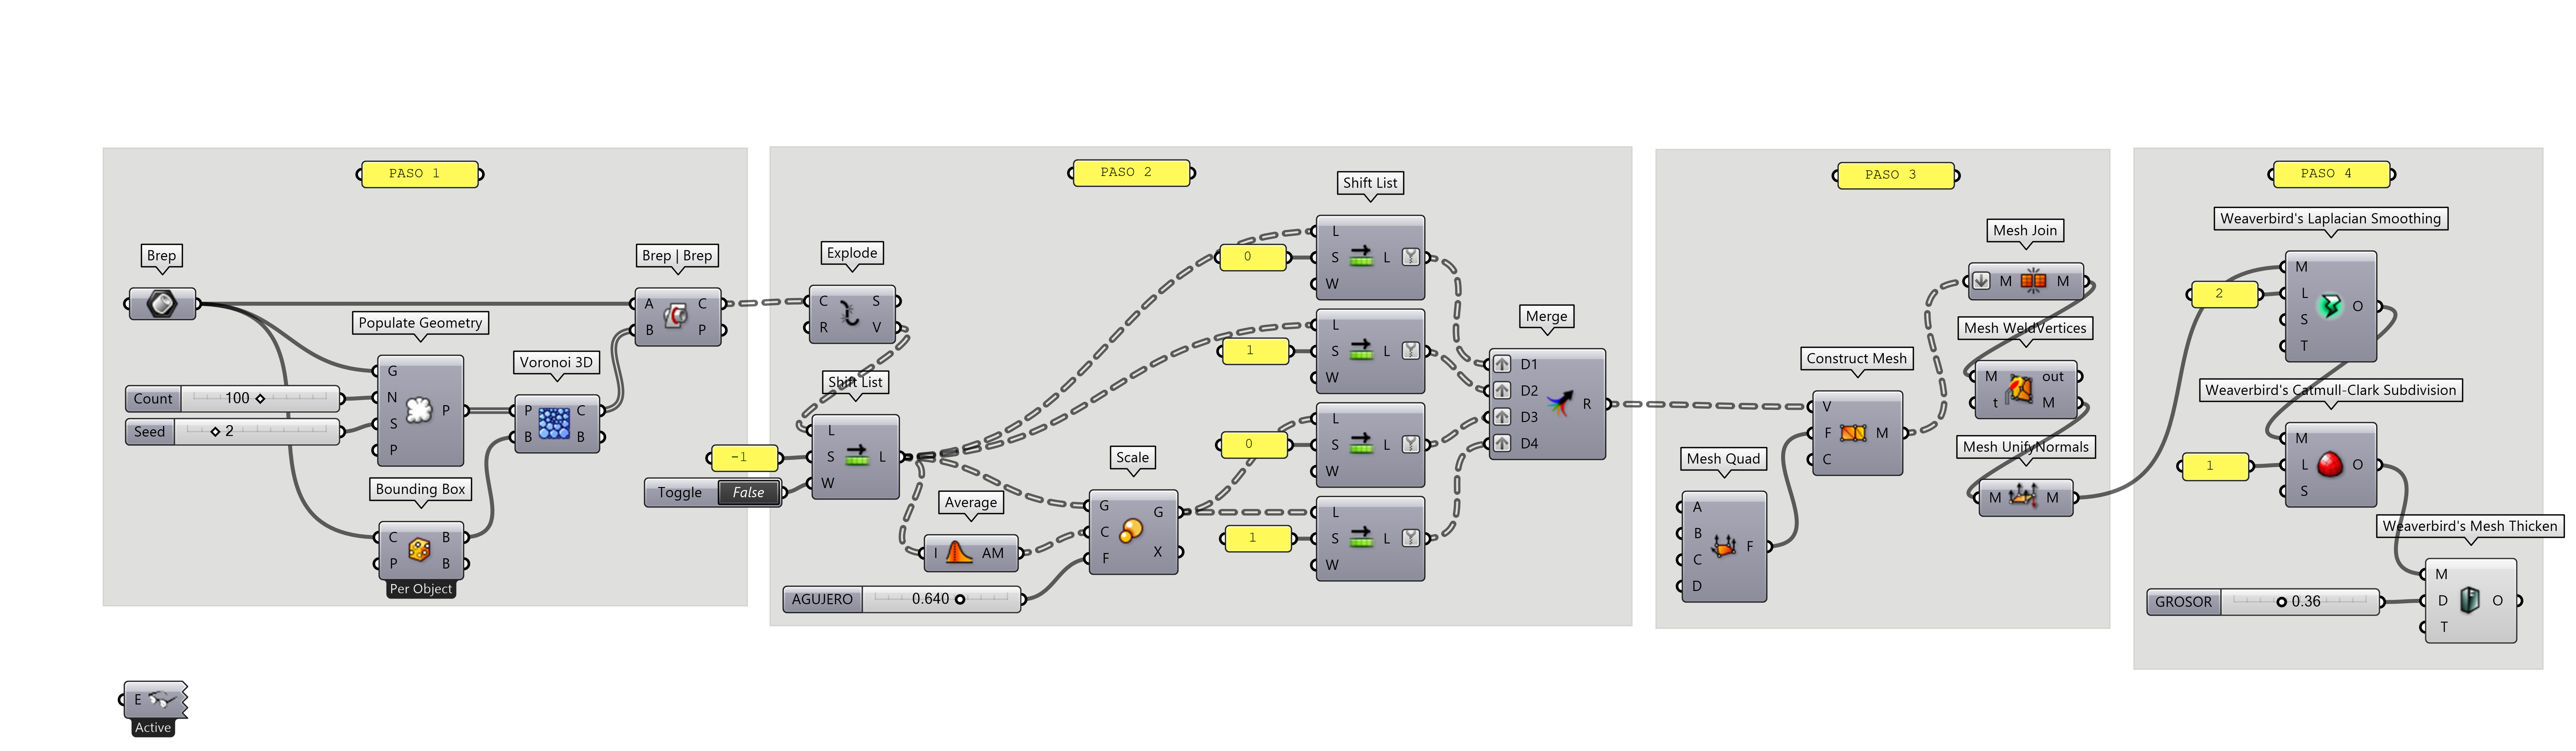 PASO 1
Brep
Brep | Brep
A C
B P
Populate Geometry
G
N P
S
P
Count 100
Seed 2
Voronoi 3D
P C
B B
Bounding Box
C B
P B
Per Object
E
Active
PASO 2
Explode
C S
R V
Shift List
L
S L
W
-1
Toggle False
Average
I AM
Scale
G G
C
F X
AGUJERO 0.640
Shift List
L
0 S L
W
L
1 S L
W
L
0 S L
W
L
1 S L
W
Merge
D1
D2
D3 R
D4
PASO 3
Mesh Quad
A
B
C F
D
Construct Mesh
V
F M
C
Mesh Join
M M
Mesh WeldVertices
M out
t M
Mesh UnifyNormals
M M
PASO 4
Weaverbird's Laplacian Smoothing
M
2 L O
S
T
Weaverbird's Catmull-Clark Subdivision
M
1 L O
S
Weaverbird's Mesh Thicken
M
D O
T
GROSOR 0.36